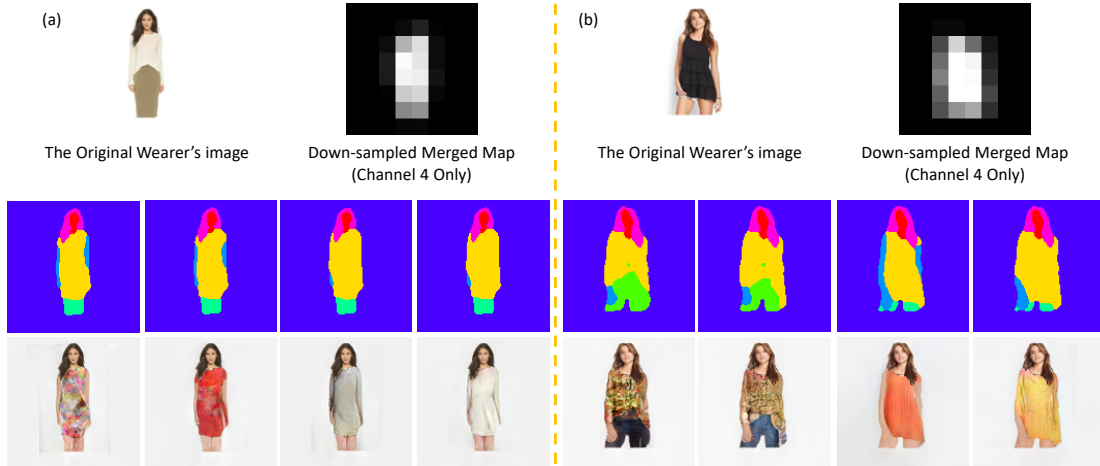 (a)
The Original Wearer's image
Down-sampled Merged Map
(Channel 4 Only)
(b)
The Original Wearer's image
Down-sampled Merged Map
(Channel 4 Only)